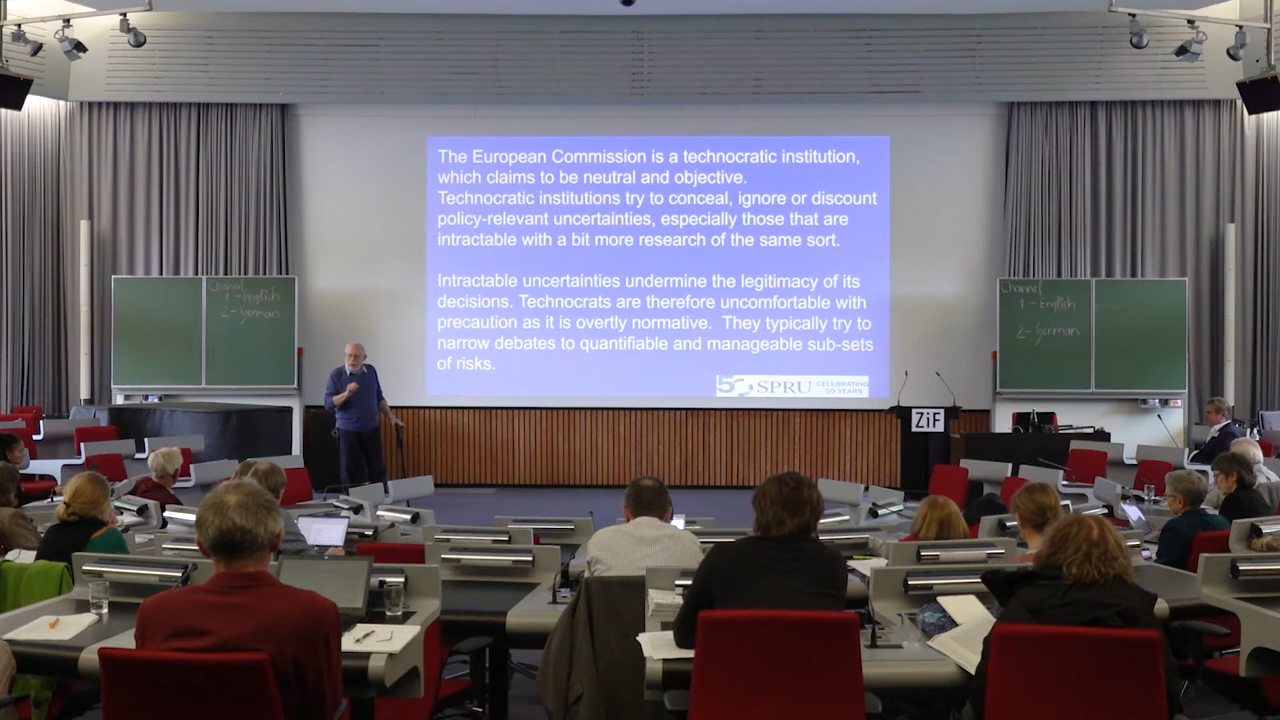 The European Commission is a technocratic institution,
which claims to be neutral and objective.
Technocratic institutions try to conceal, ignore or discount
policy-relevant uncertainties, especially those that are
intractable with a bit more research of the same sort.
Intractable uncertainties undermine the legitimacy of its
decisions. Technocrats are therefore uncomfortable with
precaution as it is overtly normative. They typically try to
narrow debates to quantifiable and manageable sub-sets
of risks.
50 SPRU CELEBRATING
50 YEARS
Channel
1 - English
2 - German
Channel
1 - English
2 - German
ZiF